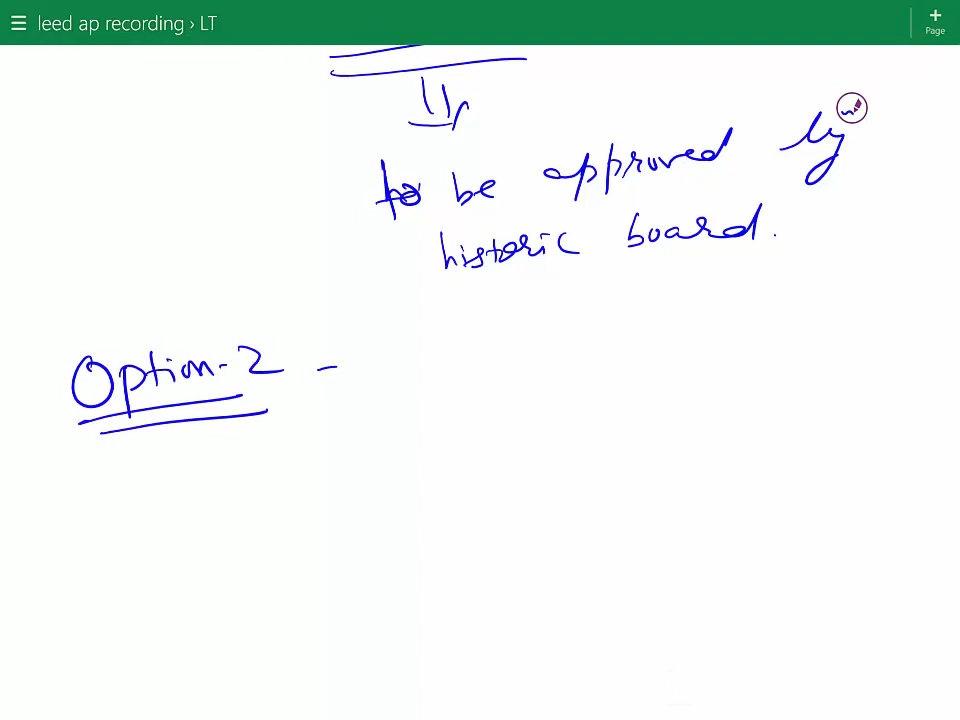 leed ap recording › LT
Page
to be approved by
historic board.
Option-2 -